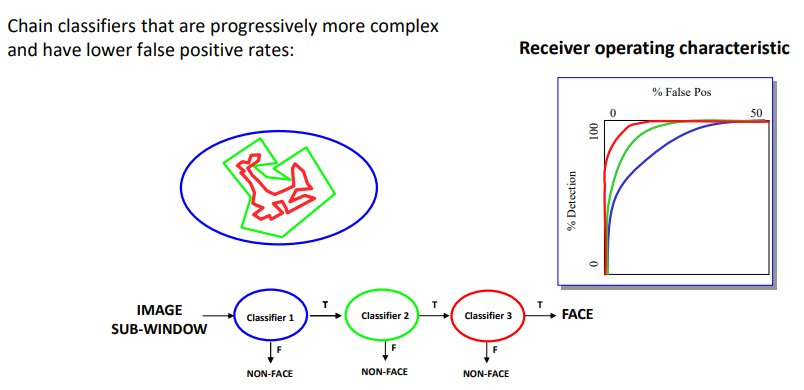 Chain classifiers that are progressively more complex
and have lower false positive rates:
Receiver operating characteristic
% False Pos
0 50
100
% Detection
0
IMAGE
SUB-WINDOW
Classifier 1
T
Classifier 2
T
Classifier 3
T
FACE
F
F
F
NON-FACE
NON-FACE
NON-FACE